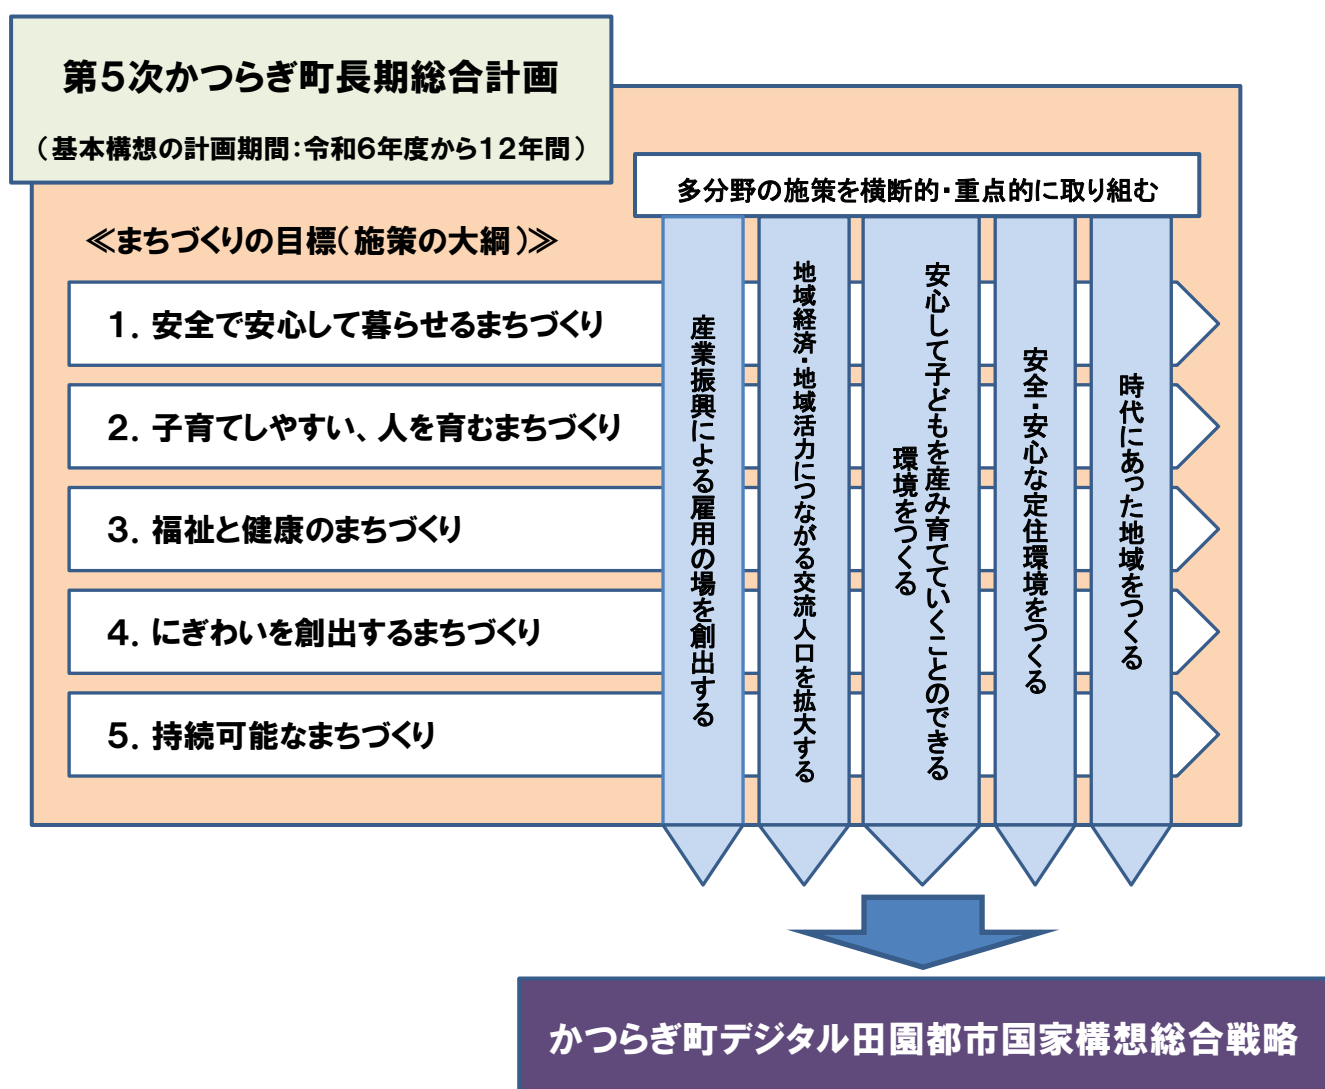 第5次かつらぎ町長期総合計画
（基本構想の計画期間：令和6年度から12年間）
多分野の施策を横断的・重点的に取り組む
≪まちづくりの目標（施策の大綱）≫
1．安全で安心して暮らせるまちづくり
2．子育てしやすい、人を育むまちづくり
3．福祉と健康のまちづくり
4．にぎわいを創出するまちづくり
5．持続可能なまちづくり
産業振興による雇用の場を創出する
地域経済・地域活力につながる交流人口を拡大する
安心して子どもを産み育てていくことのできる
環境をつくる
安全・安心な定住環境をつくる
時代にあった地域をつくる
かつらぎ町デジタル田園都市国家構想総合戦略